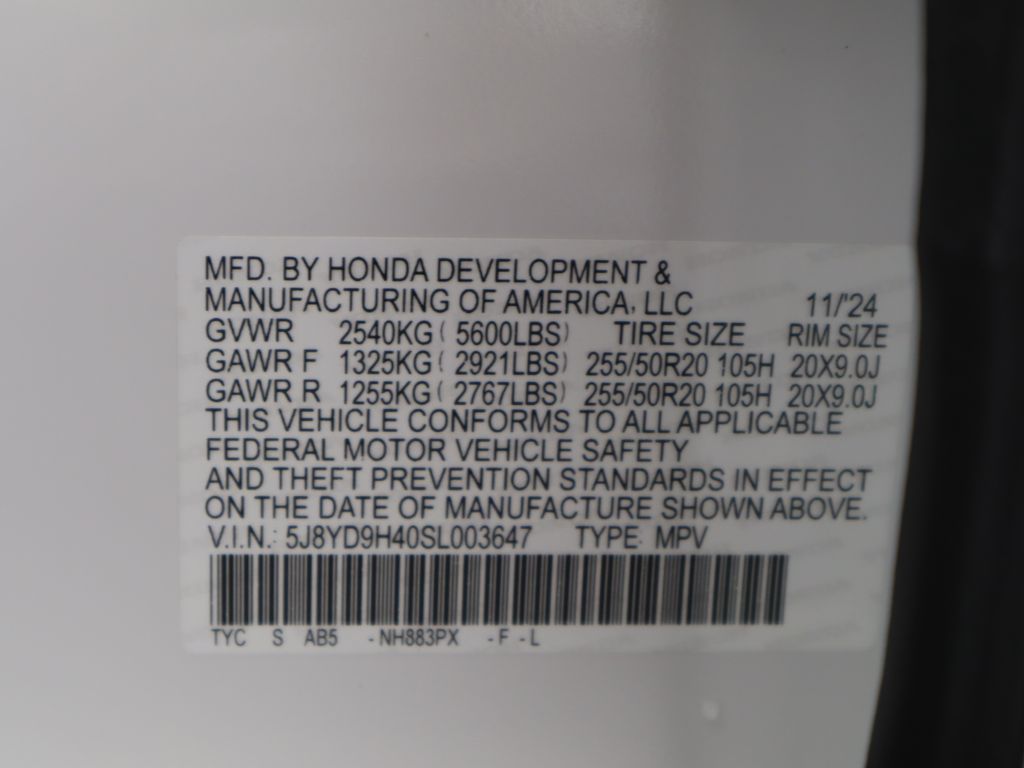 MFD. BY HONDA DEVELOPMENT &
MANUFACTURING OF AMERICA, LLC 11/'24
GVWR 2540KG ( 5600LBS) TIRE SIZE RIM SIZE
GAWR F 1325KG ( 2921LBS) 255/50R20 105H 20X9.0J
GAWR R 1255KG ( 2767LBS) 255/50R20 105H 20X9.0J
THIS VEHICLE CONFORMS TO ALL APPLICABLE
FEDERAL MOTOR VEHICLE SAFETY
AND THEFT PREVENTION STANDARDS IN EFFECT
ON THE DATE OF MANUFACTURE SHOWN ABOVE.
V.I.N.: 5J8YD9H40SL003647 TYPE: MPV
TYC S AB5 -NH883PX -F -L